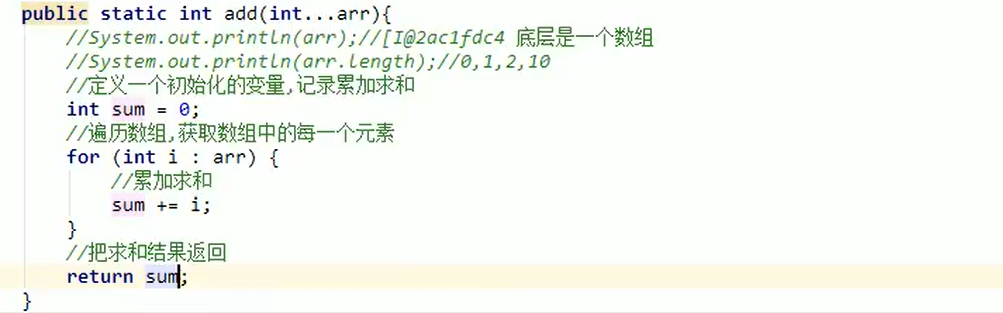 public static int add(int...arr){
//System.out.println(arr);//[I@2ac1fdc4 底层是一个数组
//System.out.println(arr.length);//0,1,2,10
//定义一个初始化的变量,记录累加求和
int sum = 0;
//遍历数组,获取数组中的每一个元素
for (int i : arr) {
//累加求和
sum += i;
}
//把求和结果返回
return sum;
}